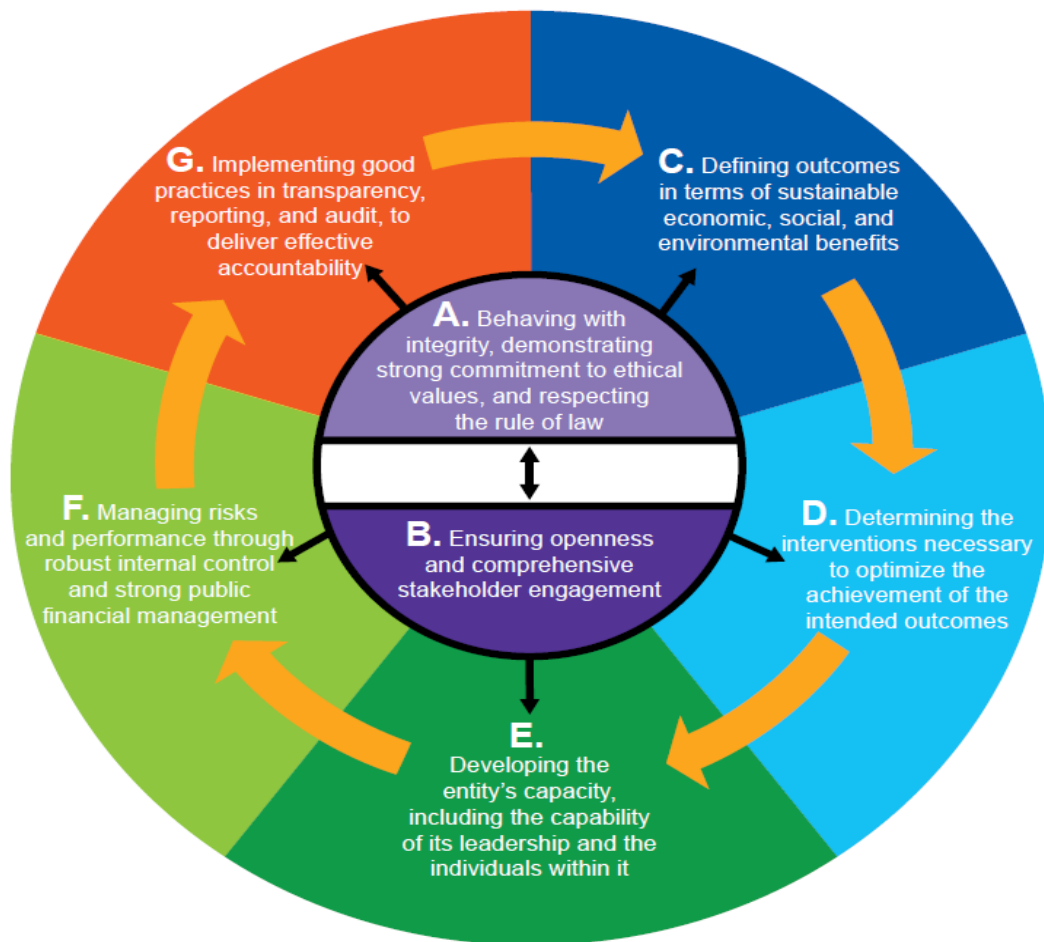 G. Implementing good
practices in transparency,
reporting, and audit, to
deliver effective
accountability
C. Defining outcomes
in terms of sustainable
economic, social, and
environmental benefits
A. Behaving with
integrity, demonstrating
strong commitment to ethical
values, and respecting
the rule of law
B. Ensuring openness
and comprehensive
stakeholder engagement
F. Managing risks
and performance through
robust internal control
and strong public
financial management
D. Determining the
interventions necessary
to optimize the
achievement of the
intended outcomes
E.
Developing the
entity's capacity,
including the capability
of its leadership and the
individuals within it